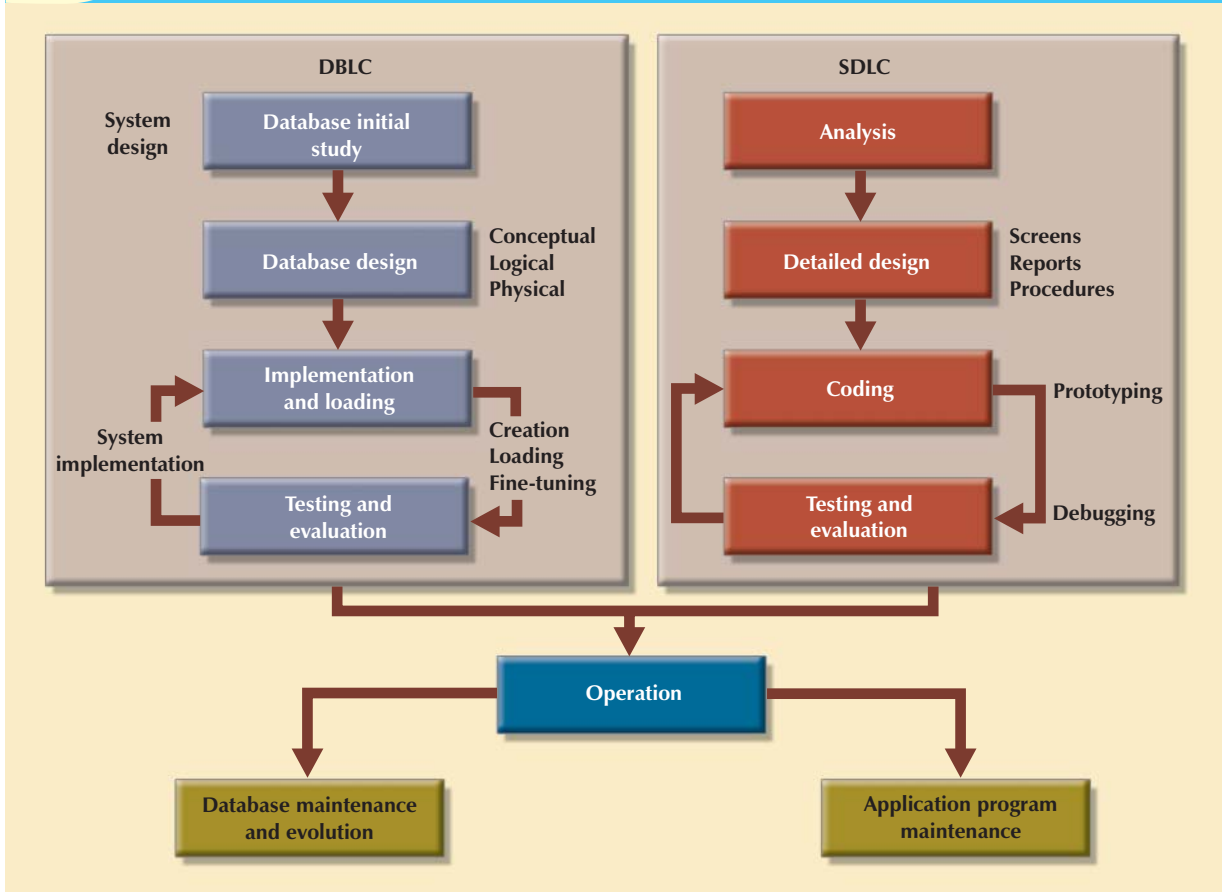 DBLC
System
design
Database initial
study
Database design
Conceptual
Logical
Physical
Implementation
and loading
System
implementation
Creation
Loading
Fine-tuning
Testing and
evaluation
SDLC
Analysis
Detailed design
Screens
Reports
Procedures
Coding
Prototyping
Testing and
evaluation
Debugging
Operation
Database maintenance
and evolution
Application program
maintenance